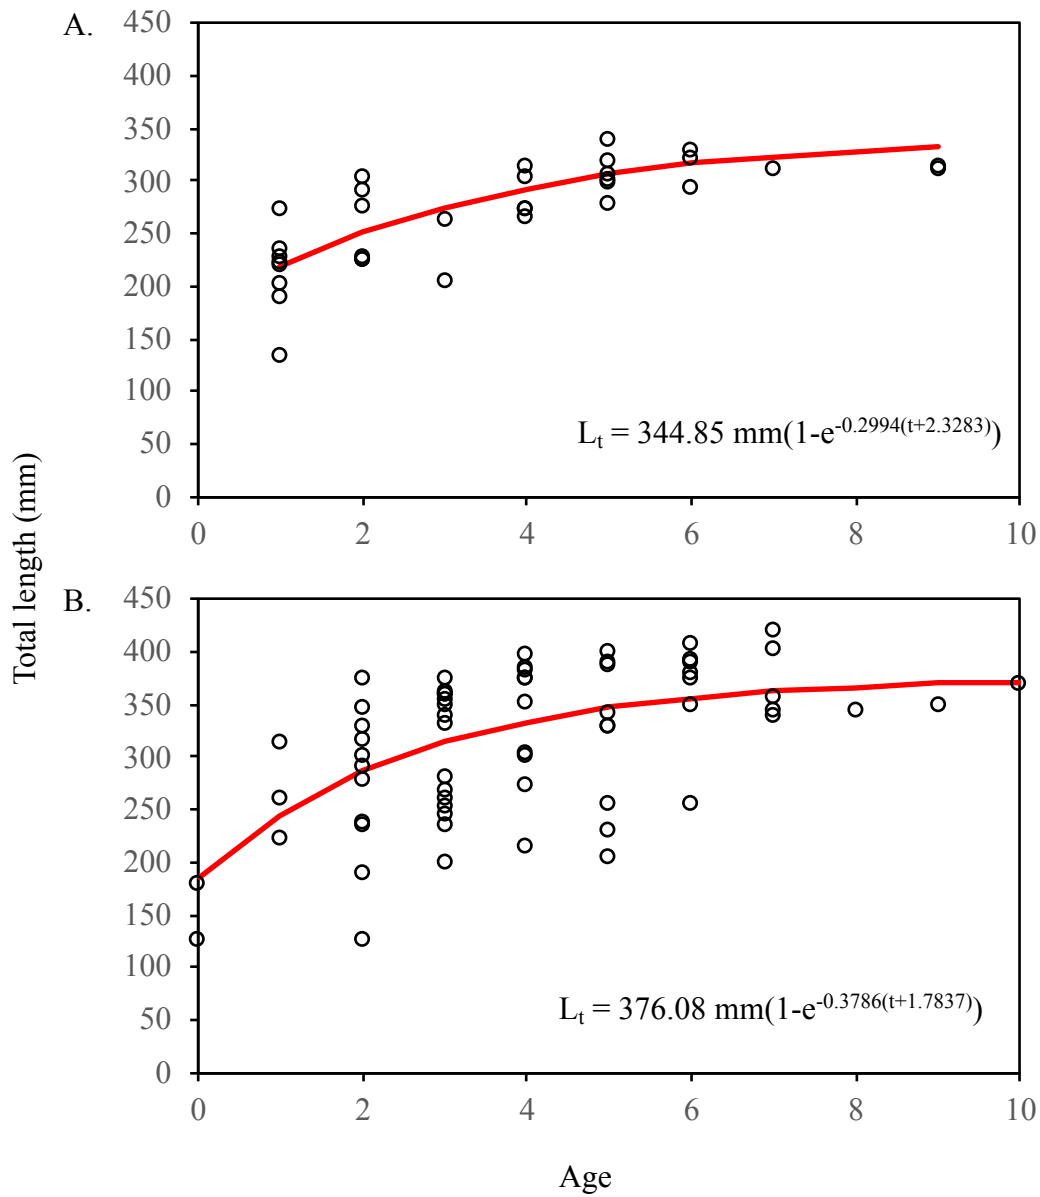 A.
450
400
350
300
250
200
150
100
50
0
L_t = 344.85 mm(1-e^-0.2994(t+2.3283))
0 2 4 6 8 10
Total length (mm)
B.
450
400
350
300
250
200
150
100
50
0
L_t = 376.08 mm(1-e^-0.3786(t+1.7837))
0 2 4 6 8 10
Age